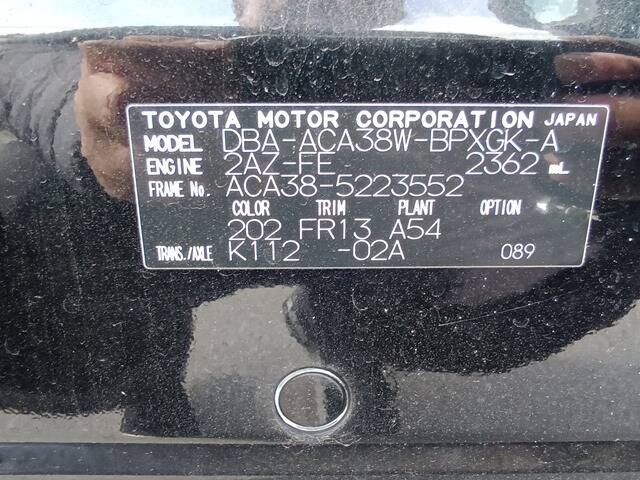 TOYOTA MOTOR CORPORATION JAPAN
MODEL DBA-ACA38W-BPXGK-A
ENGINE 2AZ-FE 2362 mL
FRAME No. ACA38-5223552
COLOR TRIM PLANT OPTION
202 FR13 A54
TRANS./AXLE K112 -02A 089